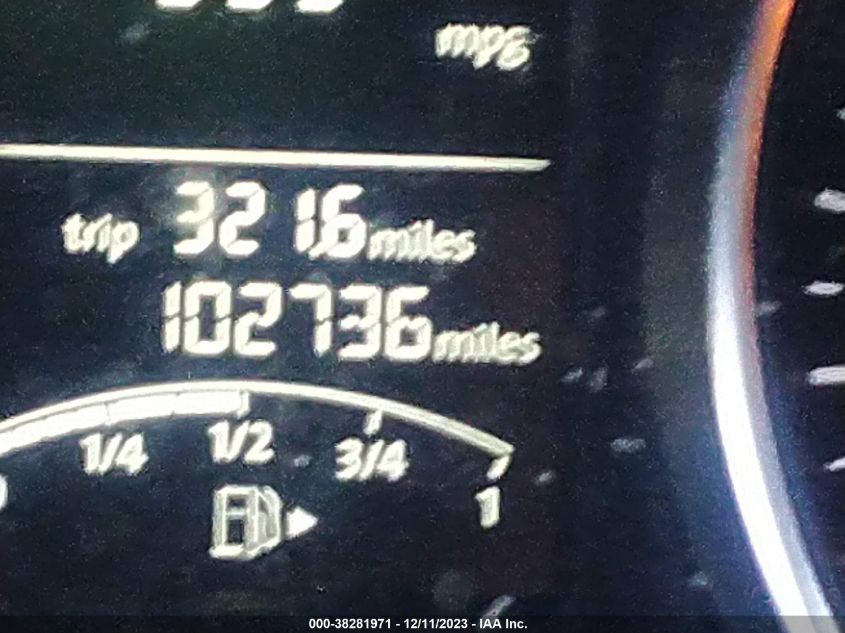 mpg
trip 321.6 miles
102736 miles
1/4 1/2 3/4 1
000-38281971 - 12/11/2023 - IAA Inc.